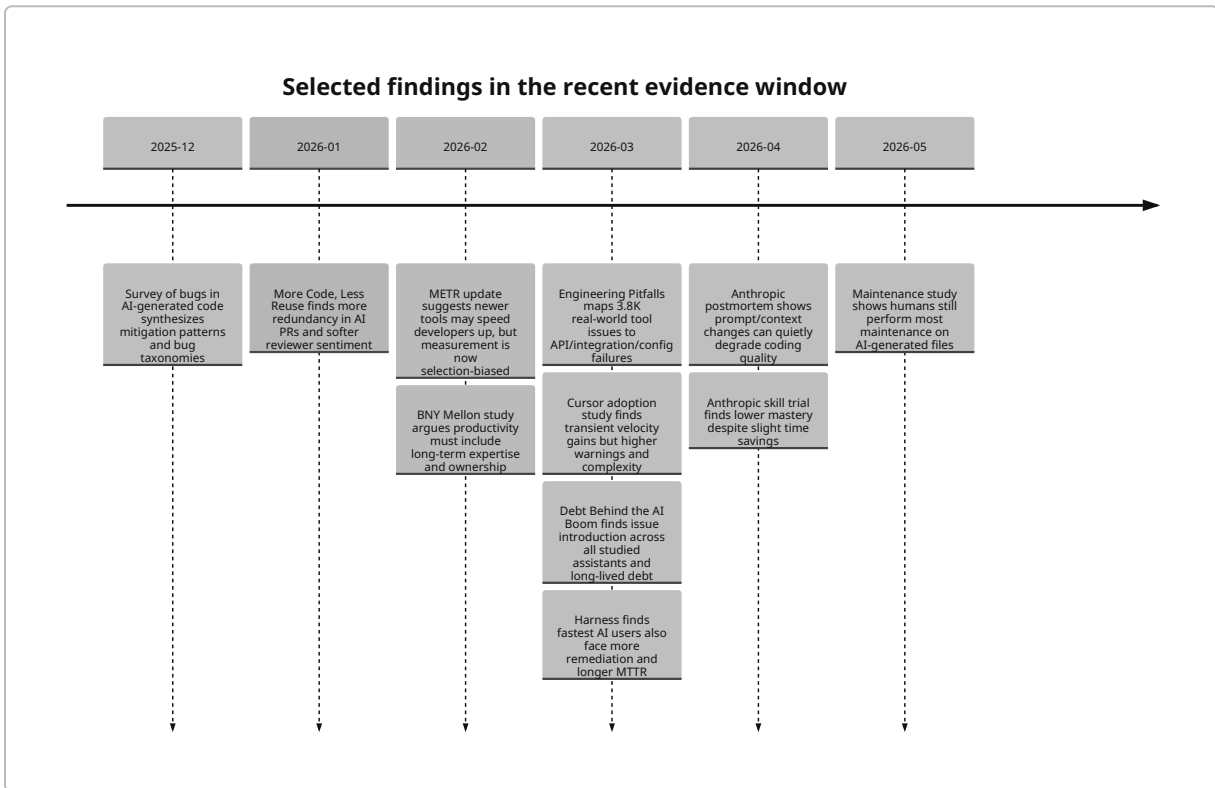 Selected findings in the recent evidence window
2025-12
2026-01
2026-02
2026-03
2026-04
2026-05
Survey of bugs in
AI-generated code
synthesizes
mitigation patterns
and bug
taxonomies
More Code, Less
Reuse finds more
redundancy in AI
PRs and softer
reviewer sentiment
METR update
suggests newer
tools may speed
developers up, but
measurement is
now
selection-biased
BNY Mellon study
argues productivity
must include
long-term expertise
and ownership
Engineering Pitfalls
maps 3.8K
real-world tool
issues to
API/integration/config
failures
Cursor adoption
study finds
transient velocity
gains but higher
warnings and
complexity
Debt Behind the AI
Boom finds issue
introduction across
all studied
assistants and
long-lived debt
Harness finds
fastest AI users also
face more
remediation and
longer MTTR
Anthropic
postmortem shows
prompt/context
changes can quietly
degrade coding
quality
Anthropic skill trial
finds lower mastery
despite slight time
savings
Maintenance study
shows humans still
perform most
maintenance on
AI-generated files